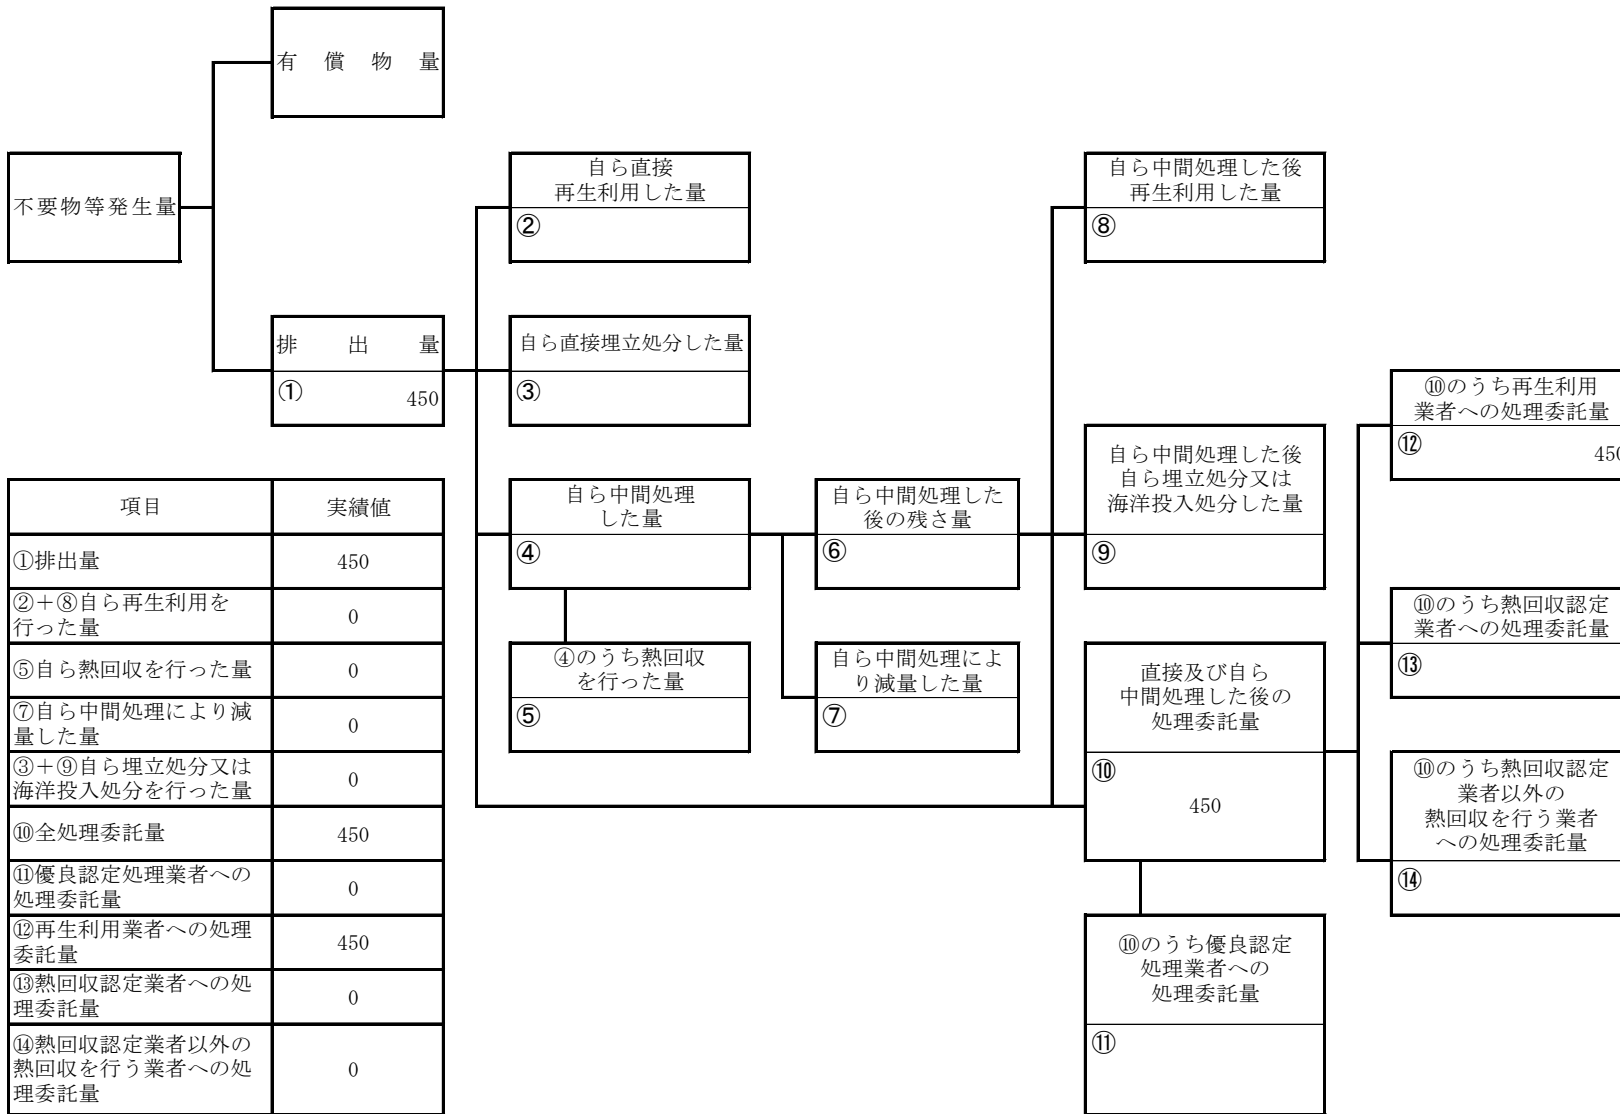 有償物量
不要物等発生量
排出量
① 450
自ら直接
再生利用した量
②
自ら直接埋立処分した量
③
自ら中間処理
した量
④
④のうち熱回収
を行った量
⑤
自ら中間処理した
後の残さ量
⑥
自ら中間処理によ
り減量した量
⑦
自ら中間処理した後
再生利用した量
⑧
自ら中間処理した後
自ら埋立処分又は
海洋投入処分した量
⑨
直接及び自ら
中間処理した後の
処理委託量
⑩
450
⑩のうち優良認定
処理業者への
処理委託量
⑪
⑩のうち再生利用
業者への処理委託量
⑫ 450
⑩のうち熱回収認定
業者への処理委託量
⑬
⑩のうち熱回収認定
業者以外の
熱回収を行う業者
への処理委託量
⑭
項目 実績値
①排出量 450
②+⑧自ら再生利用を
行った量 0
⑤自ら熱回収を行った量 0
⑦自ら中間処理により減
量した量 0
③+⑨自ら埋立処分又は
海洋投入処分を行った量 0
⑩全処理委託量 450
⑪優良認定処理業者への
処理委託量 0
⑫再生利用業者への処理
委託量 450
⑬熱回収認定業者への処
理委託量 0
⑭熱回収認定業者以外の
熱回収を行う業者への処
理委託量 0